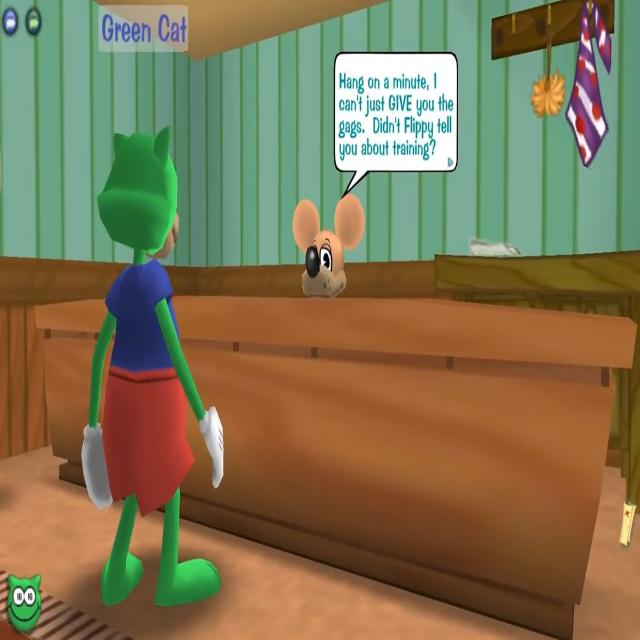 Green Cat
Hang on a minute, I
can't just GIVE you the
gags. Didn't Flippy tell
you about training?